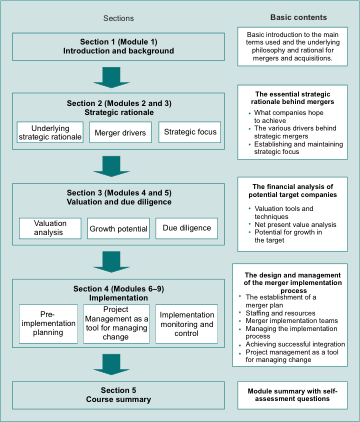 Sections
Basic contents
Section 1 (Module 1)
Introduction and background
Basic introduction to the main
terms used and the underlying
philosophy and rational for
mergers and acquisitions.
Section 2 (Modules 2 and 3)
Strategic rationale
Underlying
strategic rationale
Merger drivers
Strategic focus
The essential strategic
rationale behind mergers
• What companies hope
to achieve
• The various drivers behind
strategic mergers
• Establishing and maintaining
strategic focus
Section 3 (Modules 4 and 5)
Valuation and due diligence
Valuation
analysis
Growth potential
Due diligence
The financial analysis of
potential target companies
• Valuation tools and
techniques
• Net present value analysis
• Potential for growth in
the target
Section 4 (Modules 6–9)
Implementation
Pre-
implementation
planning
Project
Management as a
tool for managing
change
Implementation
monitoring and
control
The design and management
of the merger implementation
process
• The establishment of a
merger plan
• Staffing and resources
• Merger implementation teams
• Managing the implementation
process
• Achieving successful integration
• Project management as a tool
for managing change
Section 5
Course summary
Module summary with self-
assessment questions